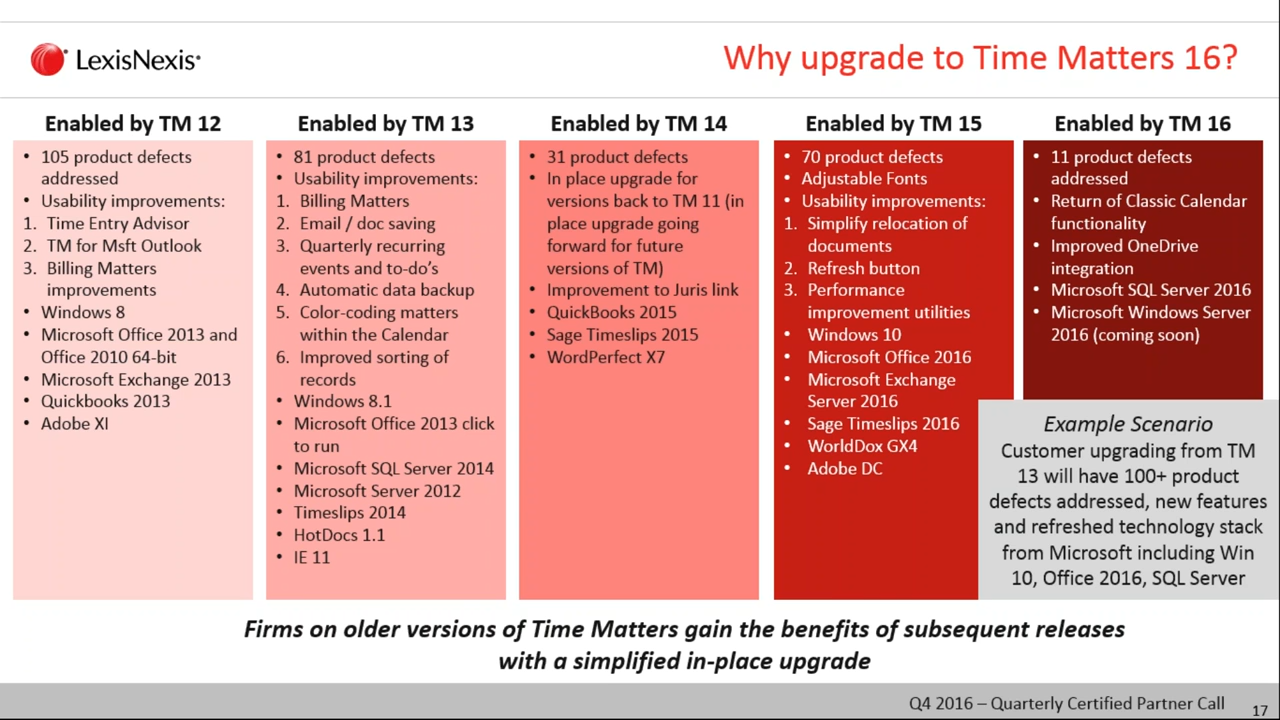 LexisNexis®
Why upgrade to Time Matters 16?
Enabled by TM 12
• 105 product defects
addressed
• Usability improvements:
1. Time Entry Advisor
2. TM for Msft Outlook
3. Billing Matters
improvements
• Windows 8
• Microsoft Office 2013 and
Office 2010 64-bit
• Microsoft Exchange 2013
• Quickbooks 2013
• Adobe XI
Enabled by TM 13
• 81 product defects
• Usability improvements:
1. Billing Matters
2. Email / doc saving
3. Quarterly recurring
events and to-do's
4. Automatic data backup
5. Color-coding matters
within the Calendar
6. Improved sorting of
records
• Windows 8.1
• Microsoft Office 2013 click
to run
• Microsoft SQL Server 2014
• Microsoft Server 2012
• Timeslips 2014
• HotDocs 1.1
• IE 11
Enabled by TM 14
• 31 product defects
• In place upgrade for
versions back to TM 11 (in
place upgrade going
forward for future
versions of TM)
• Improvement to Juris link
• QuickBooks 2015
• Sage Timeslips 2015
• WordPerfect X7
Enabled by TM 15
• 70 product defects
• Adjustable Fonts
• Usability improvements:
1. Simplify relocation of
documents
2. Refresh button
3. Performance
improvement utilities
• Windows 10
• Microsoft Office 2016
• Microsoft Exchange
Server 2016
• Sage Timeslips 2016
• WorldDox GX4
• Adobe DC
Enabled by TM 16
• 11 product defects
addressed
• Return of Classic Calendar
functionality
• Improved OneDrive
integration
• Microsoft SQL Server 2016
• Microsoft Windows Server
2016 (coming soon)
Example Scenario
Customer upgrading from TM
13 will have 100+ product
defects addressed, new features
and refreshed technology stack
from Microsoft including Win
10, Office 2016, SQL Server
Firms on older versions of Time Matters gain the benefits of subsequent releases
with a simplified in-place upgrade
Q4 2016 – Quarterly Certified Partner Call
17